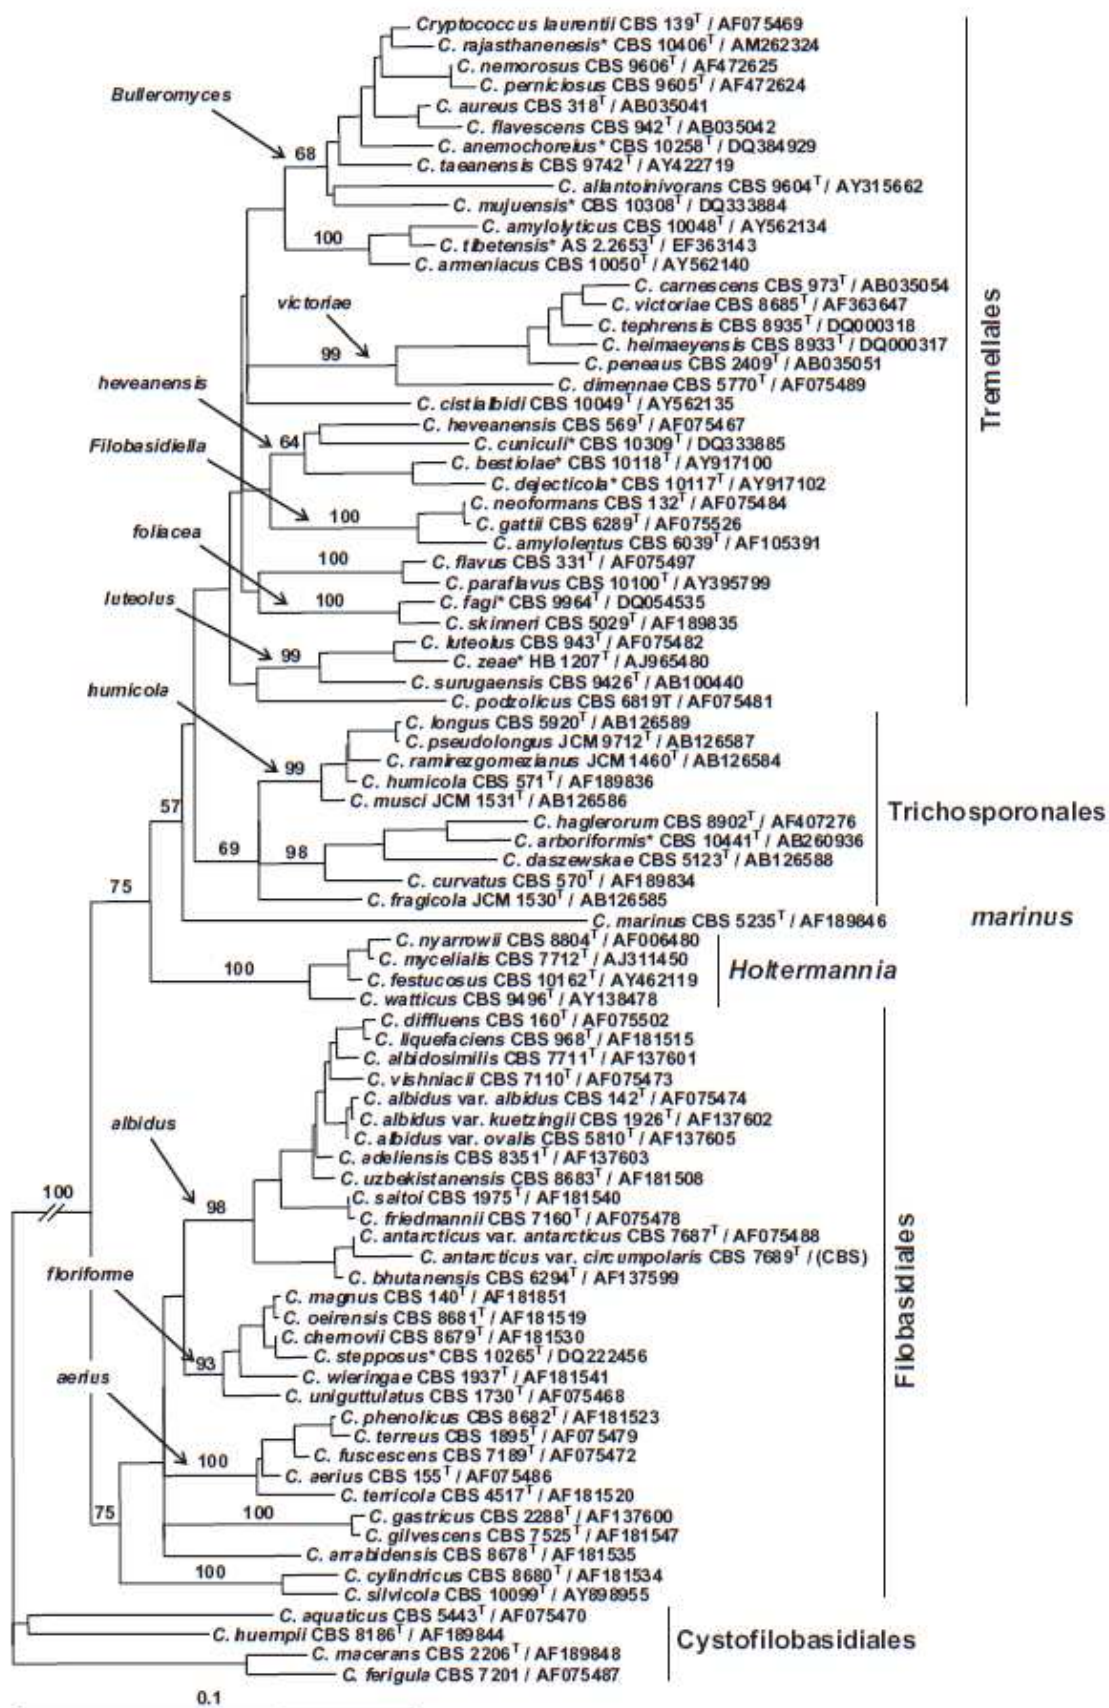 Cryptococcus laurentii CBS 139T / AF075469
C. rajasthanenesis* CBS 10406T / AM262324
C. nemorosus CBS 9606T / AF472625
C. perniciosus CBS 9605T / AF472624
Bulleromyces
C. aureus CBS 318T / AB035041
C. flavescens CBS 942T / AB035042
C. anemochoreius* CBS 10258T / DQ384929
68
C. taeanensis CBS 9742T / AY422719
C. allantoinivorans CBS 9604T / AY315662
C. mujuensis* CBS 10308T / DQ333884
C. amylolyticus CBS 10048T / AY562134
100
C. tibetensis* AS 2.2653T / EF363143
C. armeniacus CBS 10050T / AY562140
C. carnescens CBS 973T / AB035054
victoriae
C. victoriae CBS 8685T / AF363647
C. tephrensis CBS 8935T / DQ000318
C. heimaeyensis CBS 8933T / DQ000317
99
C. peneaus CBS 2409T / AB035051
heveanensis
C. dimennae CBS 5770T / AF075489
Tremellales
C. cistialbidi CBS 10049T / AY562135
C. heveanensis CBS 569T / AF075467
64
C. cuniculi* CBS 10309T / DQ333885
Filobasidiella
C. bestiolae* CBS 10118T / AY917100
C. dejecticola* CBS 10117T / AY917102
C. neoformans CBS 132T / AF075484
100
C. gattii CBS 6289T / AF075526
foliacea
C. amylolentus CBS 6039T / AF105391
100
C. flavus CBS 331T / AF075497
C. paraflavus CBS 10100T / AY395799
luteolus
100
C. fagi* CBS 9964T / DQ054535
C. skinneri CBS 5029T / AF189835
C. luteolus CBS 943T / AF075482
99
C. zeae* HB 1207T / AJ965480
C. surugaensis CBS 9426T / AB100440
humicola
C. podzolicus CBS 6819T / AF075481
C. longus CBS 5920T / AB126589
C. pseudolongus JCM 9712T / AB126587
C. ramirezgomezianus JCM 1460T / AB126584
99
C. humicola CBS 571T / AF189836
C. musci JCM 1531T / AB126586
57
Trichosporonales
C. haglerorum CBS 8902T / AF407276
C. arboriformis* CBS 10441T / AB260936
69
98
C. daszewskae CBS 5123T / AB126588
C. curvatus CBS 570T / AF189834
75
C. fragicola JCM 1530T / AB126585
C. marinus CBS 5235T / AF189846
marinus
C. nyarrowii CBS 8804T / AF006480
C. mycelialis CBS 7712T / AJ311450
100
C. festucosus CBS 10162T / AY462119
Holtermannia
C. watticus CBS 9496T / AY138478
C. diffluens CBS 160T / AF075502
C. liquefaciens CBS 968T / AF181515
C. albidosimilis CBS 7711T / AF137601
C. vishniacii CBS 7110T / AF075473
C. albidus var. albidus CBS 142T / AF075474
C. albidus var. kuetzingii CBS 1926T / AF137602
albidus
C. albidus var. ovalis CBS 5810T / AF137605
C. adeliensis CBS 8351T / AF137603
C. uzbekistanensis CBS 8683T / AF181508
100
98
C. saitoi CBS 1975T / AF181540
C. friedmannii CBS 7160T / AF075478
C. antarcticus var. antarcticus CBS 7687T / AF075488
C. antarcticus var. circumpolaris CBS 7689T / (CBS)
floriforme
C. bhutanensis CBS 6294T / AF137599
Filobasidiales
C. magnus CBS 140T / AF181851
C. oeirensis CBS 8681T / AF181519
C. chernovii CBS 8679T / AF181530
93
C. stepposus* CBS 10265T / DQ222456
aerius
C. wieringae CBS 1937T / AF181541
C. uniguttulatus CBS 1730T / AF075468
C. phenolicus CBS 8682T / AF181523
C. terreus CBS 1895T / AF075479
100
C. fuscescens CBS 7189T / AF075472
C. aerius CBS 155T / AF075486
C. terricola CBS 4517T / AF181520
75
100
C. gastricus CBS 2288T / AF137600
C. gilvescens CBS 7525T / AF181547
C. arrabidensis CBS 8678T / AF181535
100
C. cylindricus CBS 8680T / AF181534
C. silvicola CBS 10099T / AY898955
C. aquaticus CBS 5443T / AF075470
C. huempii CBS 8186T / AF189844
Cystofilobasidiales
C. macerans CBS 2206T / AF189848
C. ferigula CBS 7201 / AF075487
0.1